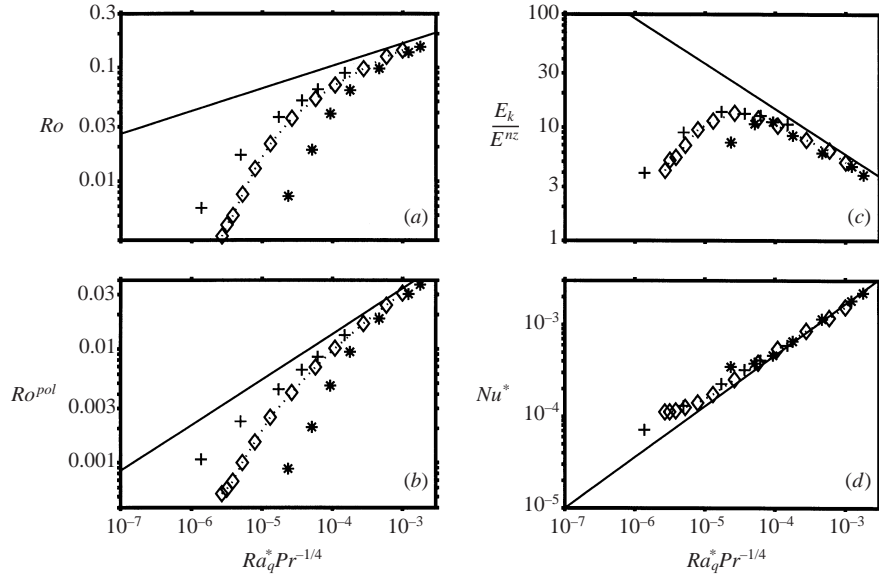 0.3
0.1
0.03
0.01
Ro
(a)
0.03
0.01
0.003
0.001
Ro^{pol}
(b)
10^{−7} 10^{−6} 10^{−5} 10^{−4} 10^{−3}
Ra_q^* Pr^{−1/4}
100
30
10
3
1
E_k
E^{nz}
(c)
10^{−3}
10^{−4}
10^{−5}
Nu^*
(d)
10^{−7} 10^{−6} 10^{−5} 10^{−4} 10^{−3}
Ra_q^* Pr^{−1/4}